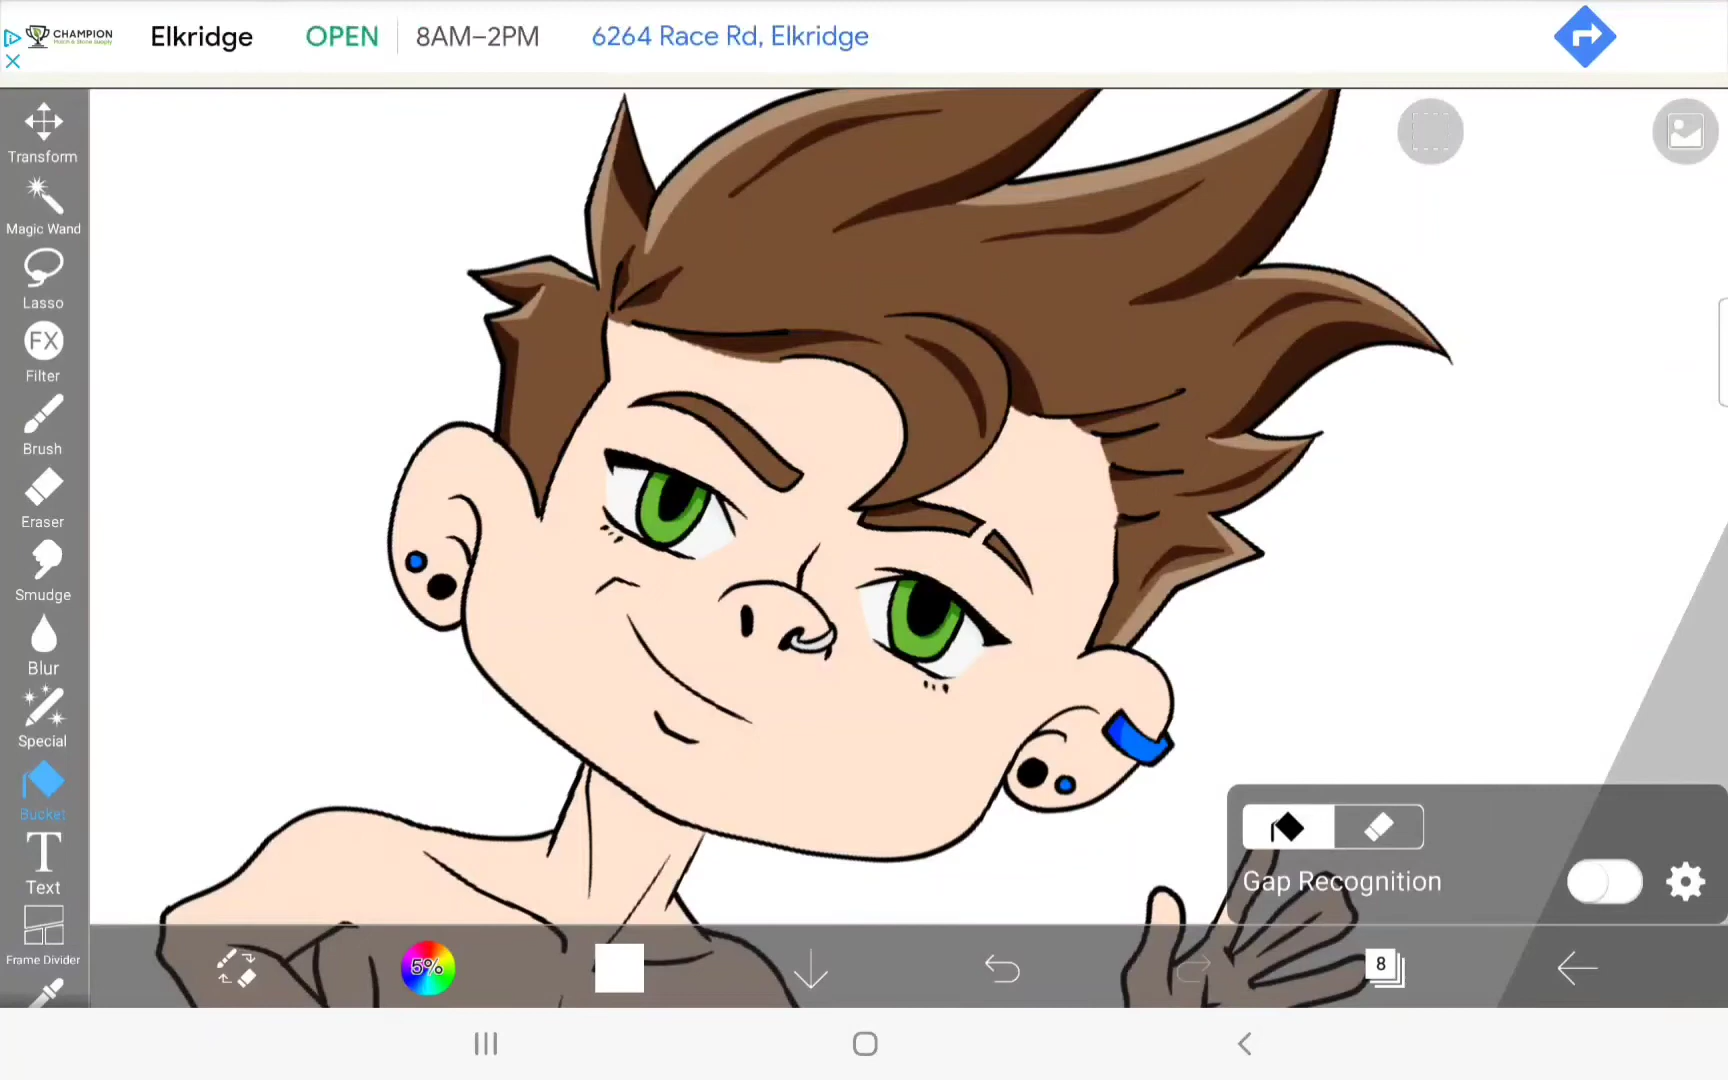 CHAMPION
Elkridge
OPEN
8AM–2PM
6264 Race Rd, Elkridge
Transform
Magic Wand
Lasso
FX
Filter
Brush
Eraser
Smudge
Blur
Special
Bucket
T
Text
Frame Divider
Gap Recognition
5%
8